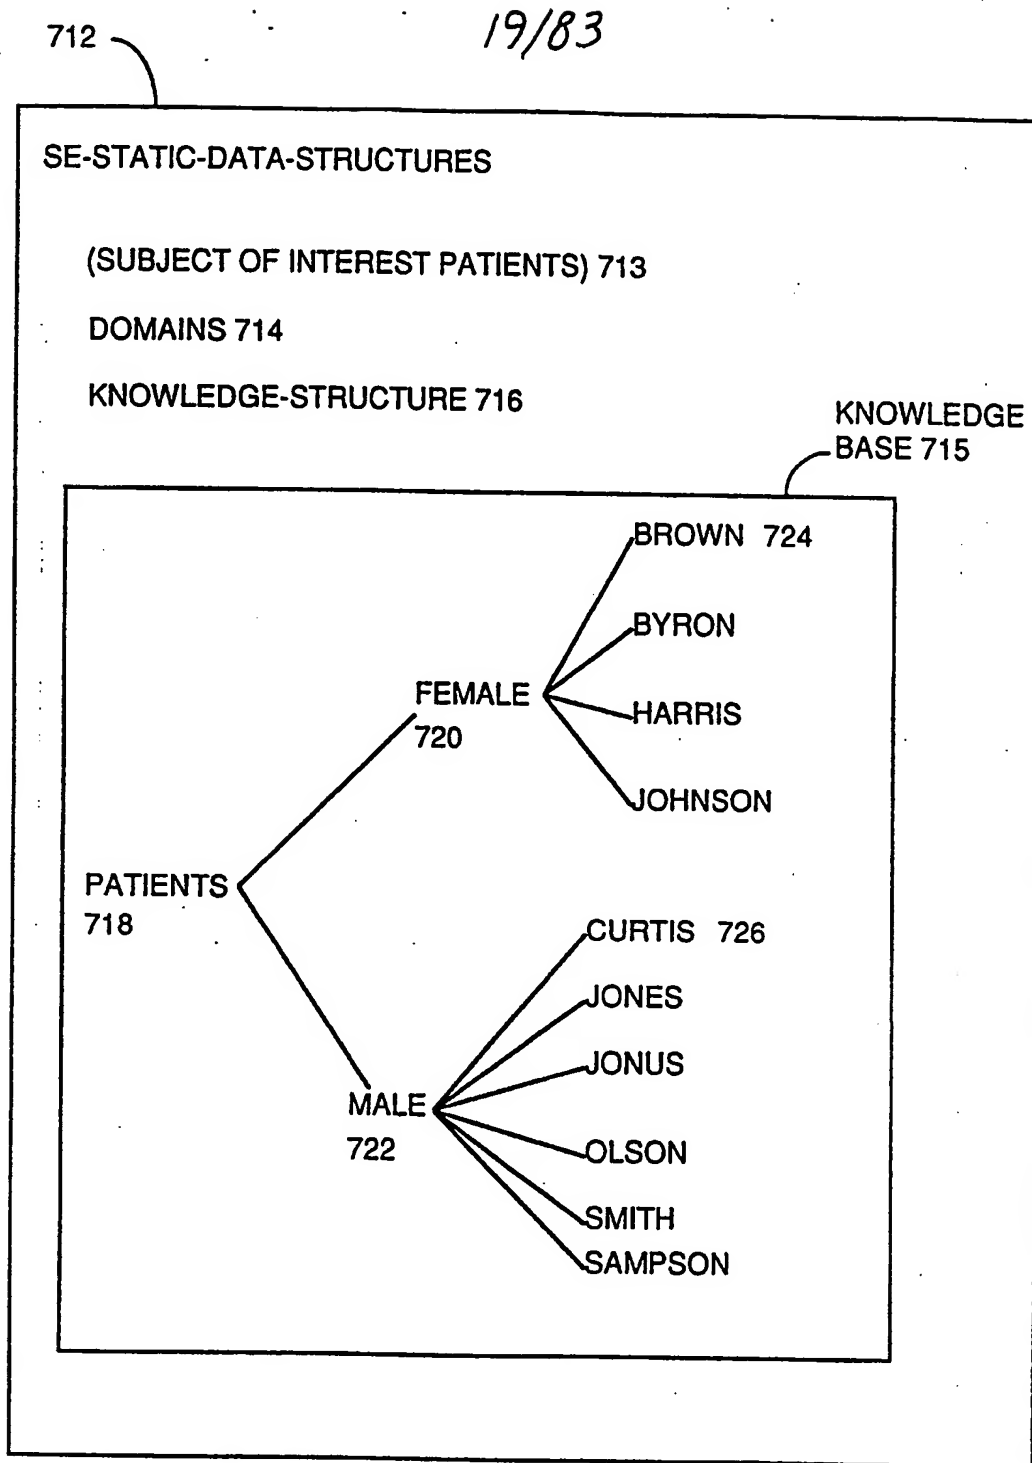 19/83
712
SE-STATIC-DATA-STRUCTURES
(SUBJECT OF INTEREST PATIENTS) 713
DOMAINS 714
KNOWLEDGE-STRUCTURE 716
KNOWLEDGE
BASE 715
BROWN 724
BYRON
FEMALE
720
HARRIS
JOHNSON
PATIENTS
718
CURTIS 726
JONES
JONUS
MALE
722
OLSON
SMITH
SAMPSON